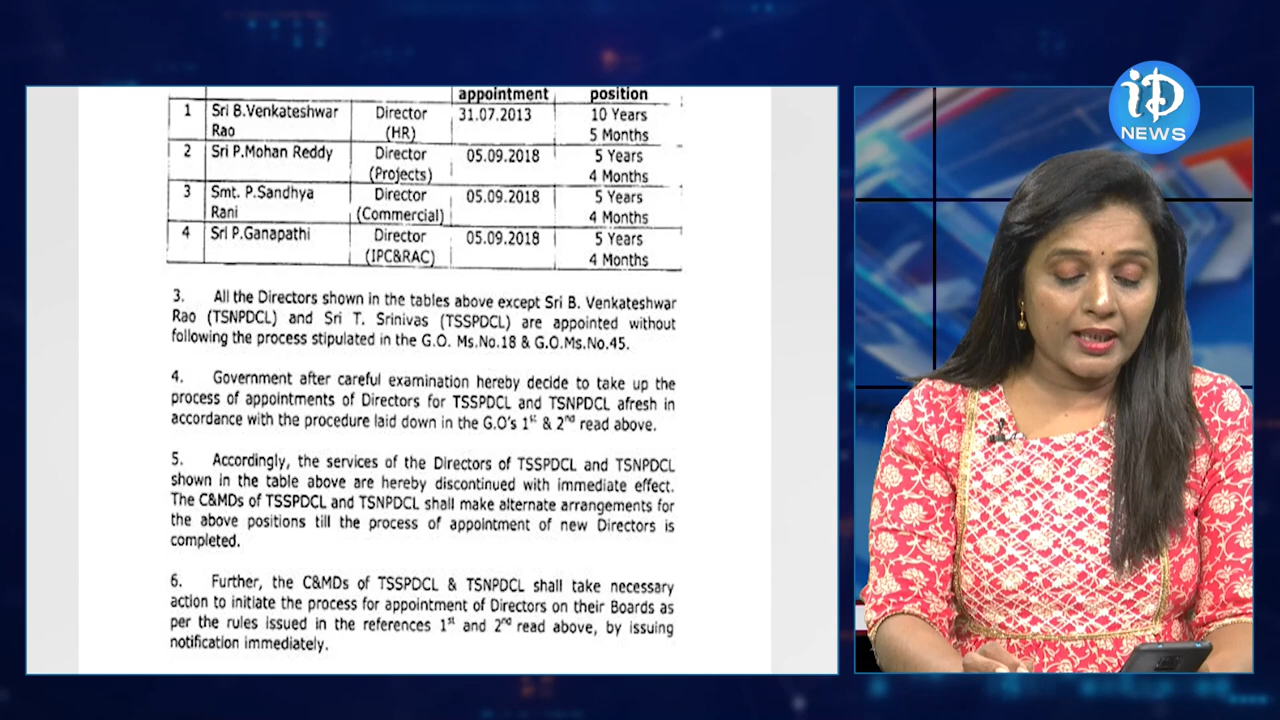 appointment position
1 Sri B.Venkateshwar Director 31.07.2013 10 Years
Rao (HR) 5 Months
2 Sri P.Mohan Reddy Director 05.09.2018 5 Years
(Projects) 4 Months
3 Smt. P.Sandhya Director 05.09.2018 5 Years
Rani (Commercial) 4 Months
4 Sri P.Ganapathi Director 05.09.2018 5 Years
(IPC&RAC) 4 Months
3. All the Directors shown in the tables above except Sri B. Venkateshwar
Rao (TSNPDCL) and Sri T. Srinivas (TSSPDCL) are appointed without
following the process stipulated in the G.O. Ms.No.18 & G.O.Ms.No.45.
4. Government after careful examination hereby decide to take up the
process of appointments of Directors for TSSPDCL and TSNPDCL afresh in
accordance with the procedure laid down in the G.O's 1st & 2nd read above.
5. Accordingly, the services of the Directors of TSSPDCL and TSNPDCL
shown in the table above are hereby discontinued with immediate effect.
The C&MDs of TSSPDCL and TSNPDCL shall make alternate arrangements for
the above positions till the process of appointment of new Directors is
completed.
6. Further, the C&MDs of TSSPDCL & TSNPDCL shall take necessary
action to initiate the process for appointment of Directors on their Boards as
per the rules issued in the references 1st and 2nd read above, by issuing
notification immediately.
iD
NEWS